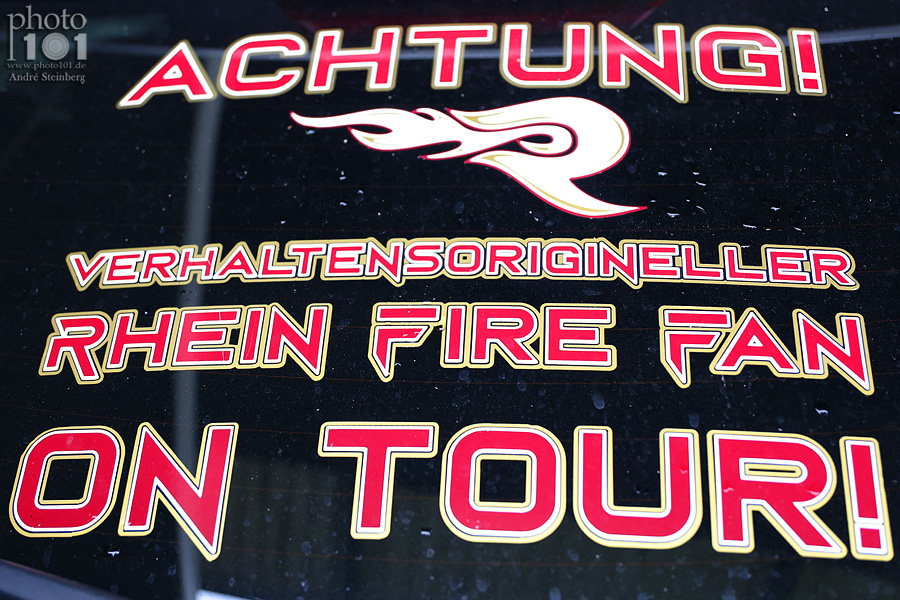 photo
101
www.photo101.de
André Steinberg
ACHTUNG!
R
VERHALTENSORIGINELLER
RHEIN FIRE FAN
ON TOUR!